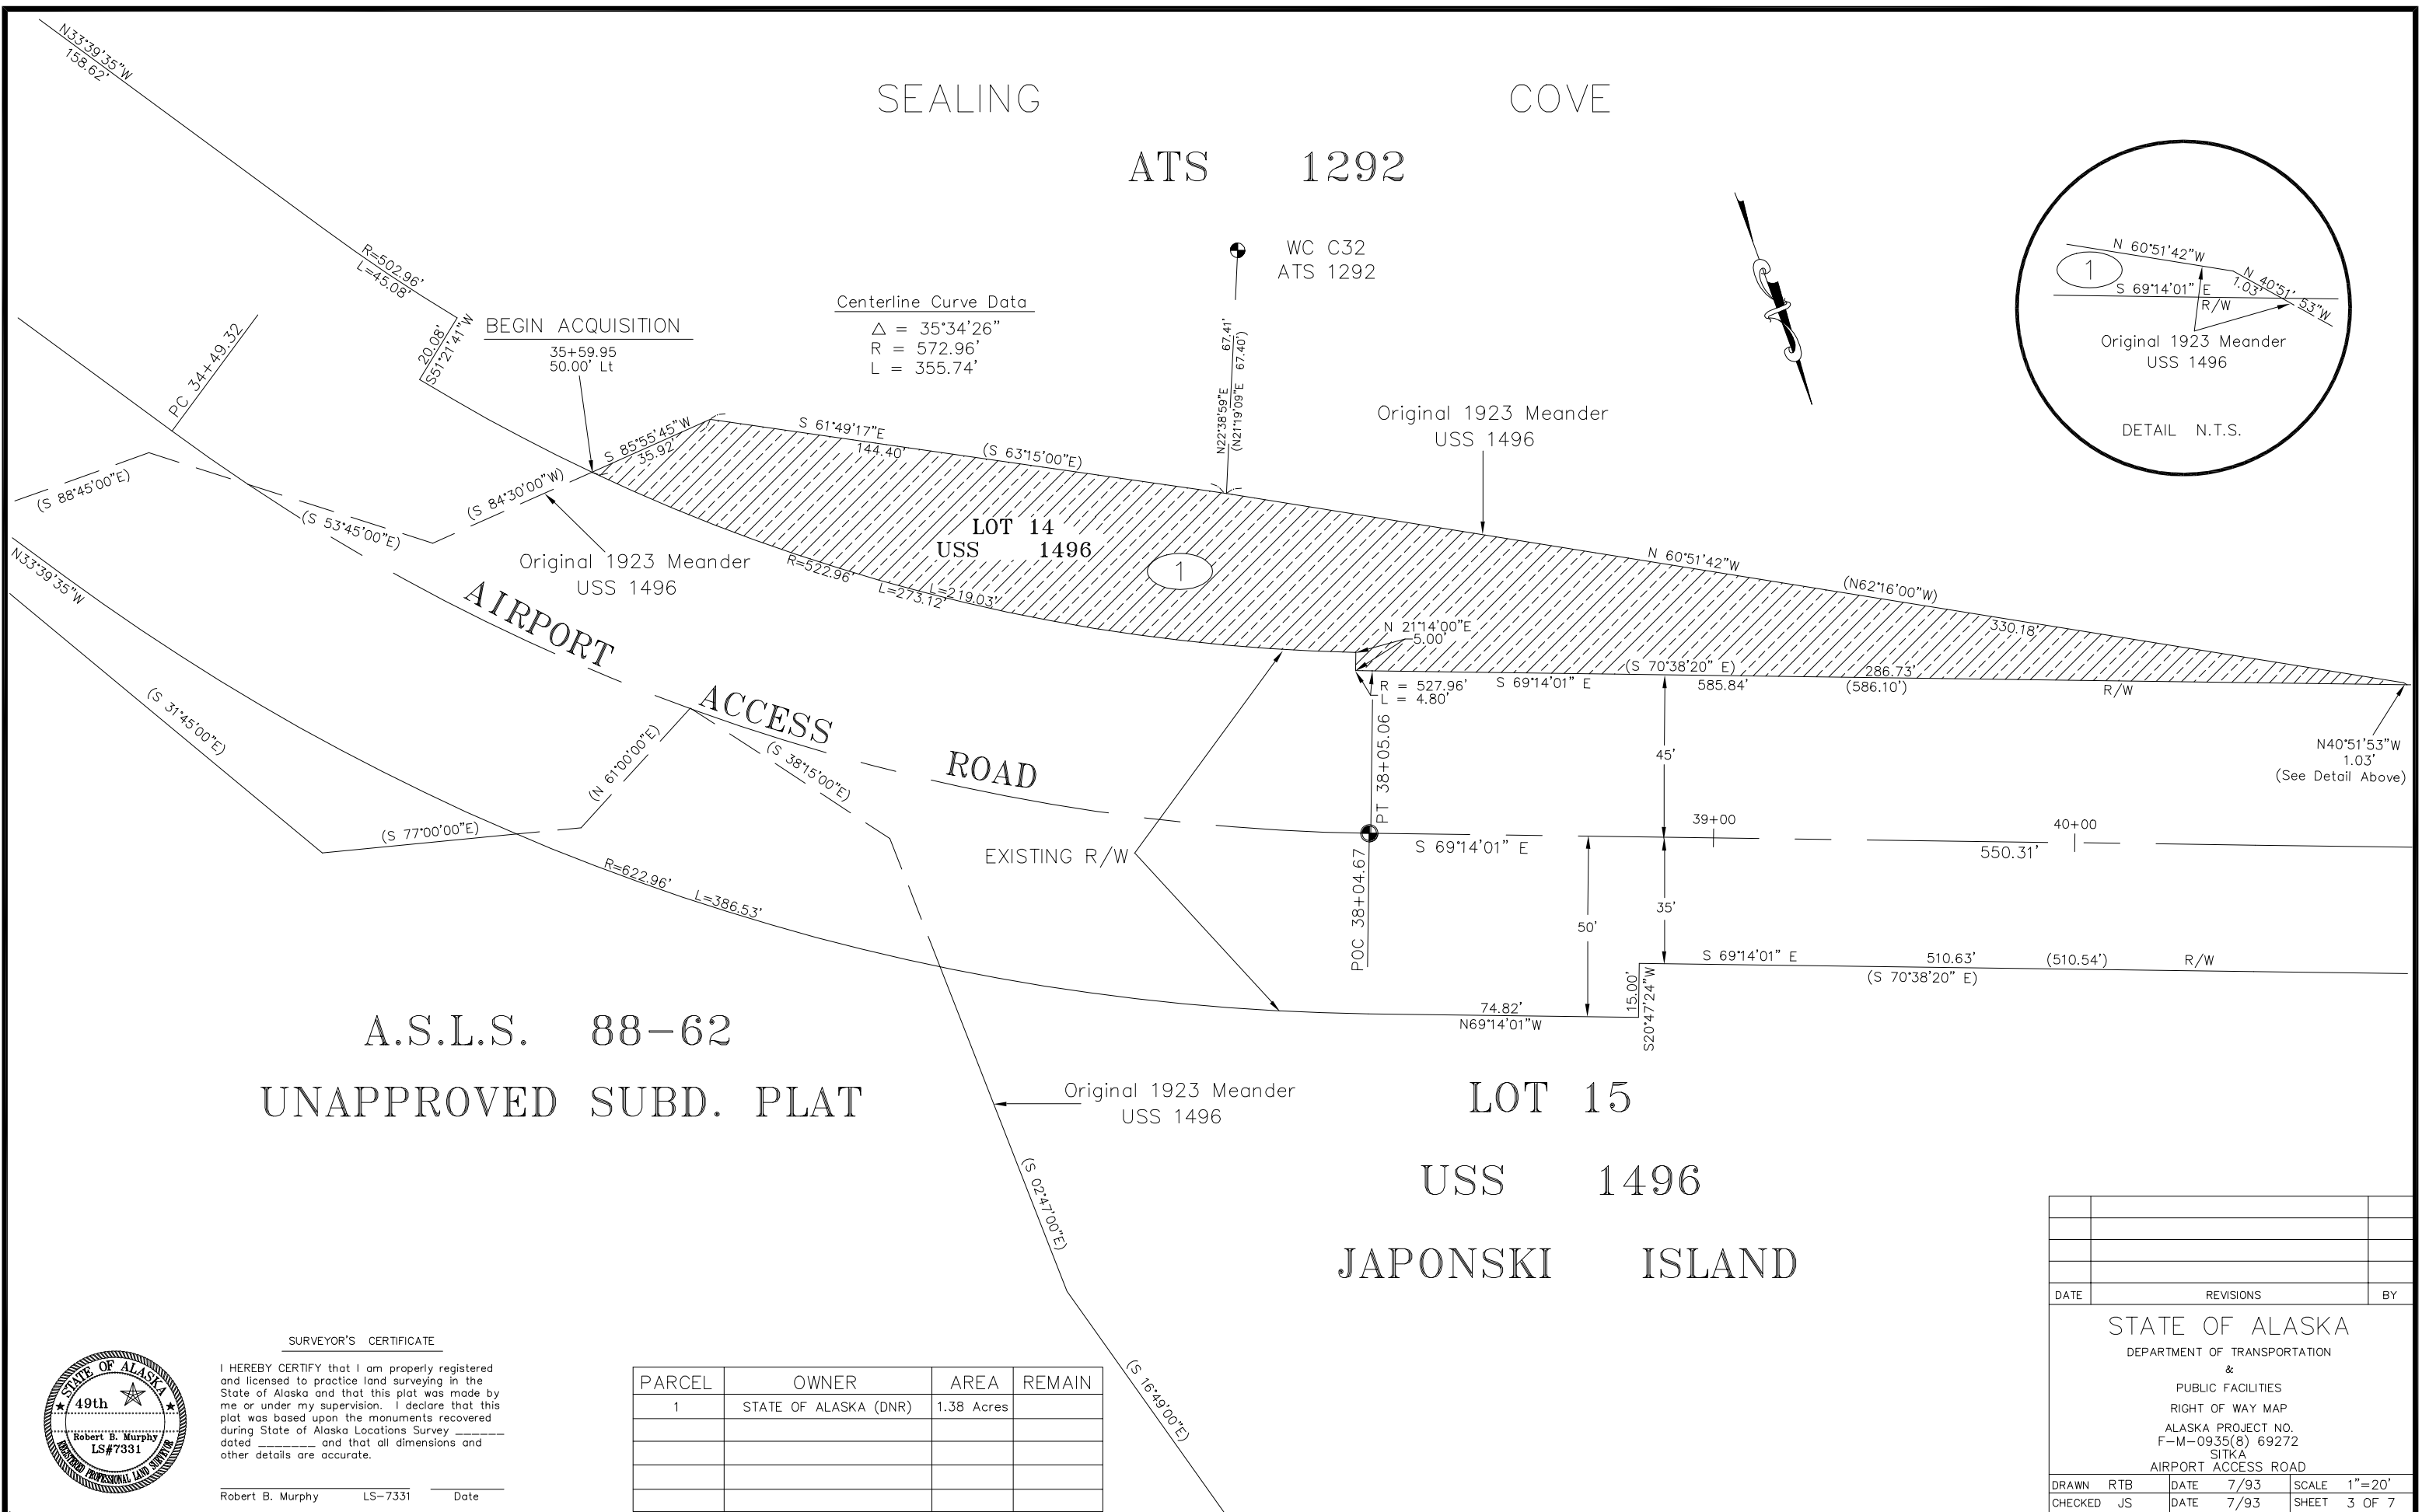 SEALING COVE
ATS 1292
N33°39'35"W
158.62'
R=502.96'
L=45.08'
20.08'
S51°21'41"W
PC 34+49.32
BEGIN ACQUISITION
35+59.95
50.00' Lt
Centerline Curve Data
Δ = 35°34'26"
R = 572.96'
L = 355.74'
WC C32
ATS 1292
N22°38'59"E 67.41'
(N21°19'09"E 67.40')
Original 1923 Meander
USS 1496
N 60°51'42"W
1
S 69°14'01" E
N 40°51'53"W
1.03'
R/W
Original 1923 Meander
USS 1496
DETAIL N.T.S.
S 85°55'45"W
35.92'
S 61°49'17"E
144.40'
(S 63°15'00"E)
(S 88°45'00"E)
(S 53°45'00"E)
(S 84°30'00"W)
Original 1923 Meander
USS 1496
LOT 14
USS 1496
1
R=522.96'
L=273.12'
L=219.03'
N 60°51'42"W
(N62°16'00"W)
330.18'
N 21°14'00"E
5.00'
(S 70°38'20" E)
286.73'
R = 527.96'
L = 4.80'
S 69°14'01" E
585.84'
(586.10')
R/W
N33°39'35"W
AIRPORT
ACCESS
ROAD
(S 31°45'00"E)
(S 77°00'00"E)
(N 61°00'00"E)
(S 38°15'00"E)
PT 38+05.06
POC 38+04.67
45'
N40°51'53"W
1.03'
(See Detail Above)
EXISTING R/W
S 69°14'01" E
39+00
40+00
550.31'
R=622.96'
L=386.53'
50'
35'
S 69°14'01" E
510.63'
(510.54')
R/W
(S 70°38'20" E)
74.82'
N69°14'01"W
15.00'
S20°47'24"W
A.S.L.S. 88-62
UNAPPROVED SUBD. PLAT
Original 1923 Meander
USS 1496
LOT 15
USS 1496
JAPONSKI ISLAND
(S 02°47'00"E)
(S 16°49'00"E)
STATE OF ALASKA
49th
Robert B. Murphy
LS#7331
REGISTERED PROFESSIONAL LAND SURVEYOR
SURVEYOR'S CERTIFICATE
I HEREBY CERTIFY that I am properly registered
and licensed to practice land surveying in the
State of Alaska and that this plat was made by
me or under my supervision. I declare that this
plat was based upon the monuments recovered
during State of Alaska Locations Survey ______
dated _______ and that all dimensions and
other details are accurate.
Robert B. Murphy LS-7331 Date
PARCEL OWNER AREA REMAIN
1 STATE OF ALASKA (DNR) 1.38 Acres
DATE REVISIONS BY
STATE OF ALASKA
DEPARTMENT OF TRANSPORTATION
&
PUBLIC FACILITIES
RIGHT OF WAY MAP
ALASKA PROJECT NO.
F-M-0935(8) 69272
SITKA
AIRPORT ACCESS ROAD
DRAWN RTB DATE 7/93 SCALE 1"=20'
CHECKED JS DATE 7/93 SHEET 3 OF 7